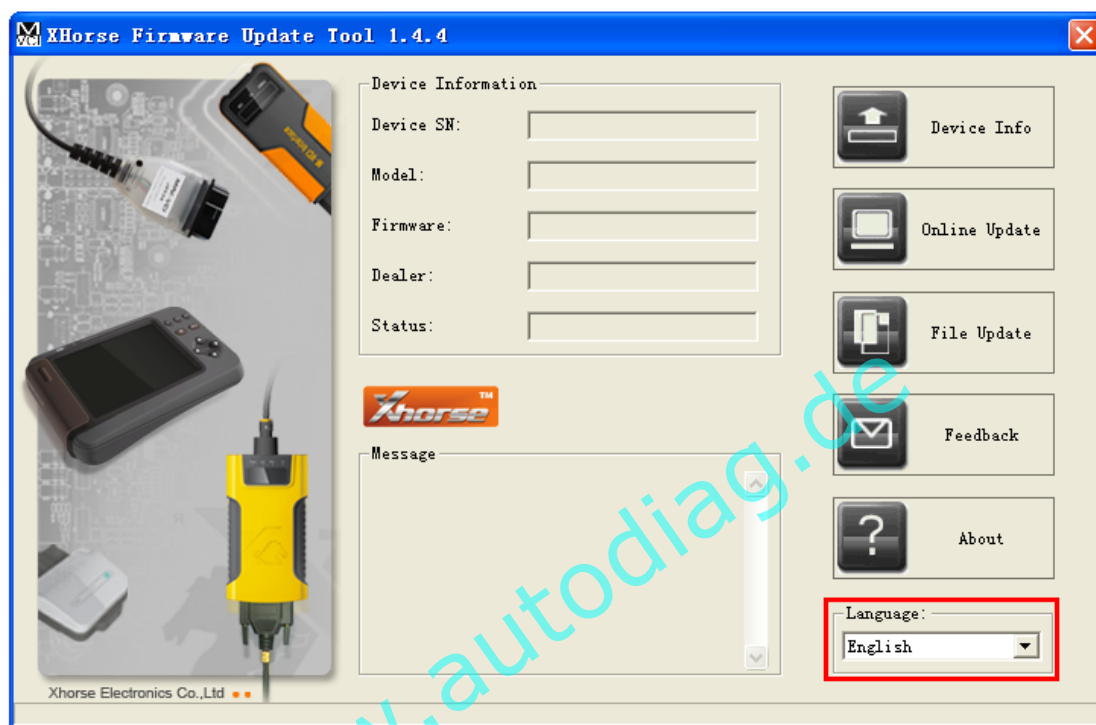 XHorse Firmware Update Tool 1.4.4
Device Information
Device SN:
Model:
Firmware:
Dealer:
Status:
Xhorse™
Message
Device Info
Online Update
File Update
Feedback
About
Language:
English
Xhorse Electronics Co.,Ltd
.autodiag.de